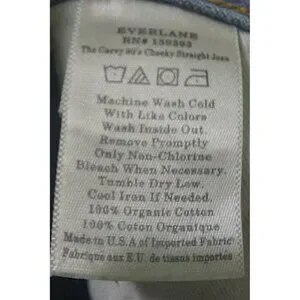 EVERLANE
RN# 139393
The Curvy 90's Cheeky Straight Jean
Machine Wash Cold
With Like Colors
Wash Inside Out.
Remove Promptly
Only Non-Chlorine
Bleach When Necessary.
Tumble Dry Low.
Cool Iron If Needed.
100% Organic Cotton
100% Coton Organique
Made in U.S.A of Imported Fabric
Fabrique aux E.U. de tissus importes